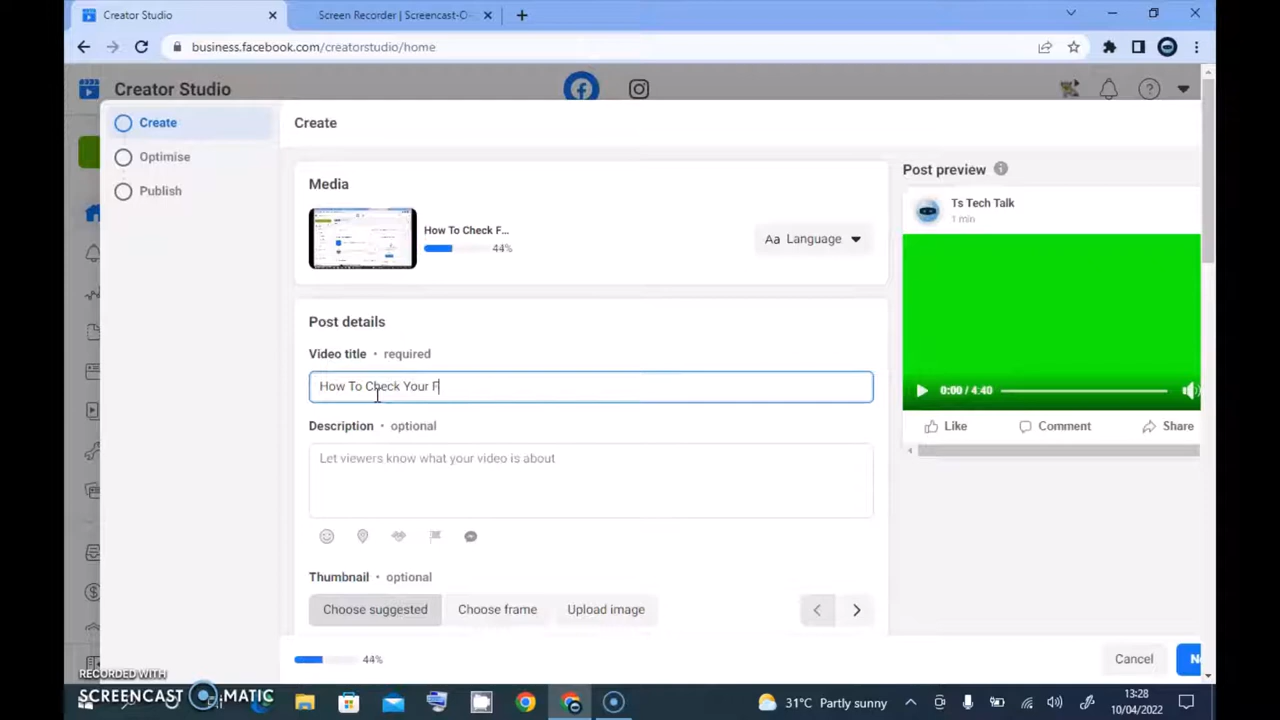 Creator Studio
Screen Recorder | Screencast-O-
business.facebook.com/creatorstudio/home
Creator Studio
Create
Optimise
Publish
Create
Media
How To Check F...
44%
Aa Language
Post details
Video title • required
How To Check Your F
Description • optional
Let viewers know what your video is about
Thumbnail • optional
Choose suggested
Choose frame
Upload image
Post preview
Ts Tech Talk
1 min
0:00 / 4:40
Like
Comment
Share
44%
Cancel
RECORDED WITH
SCREENCAST MATIC
31°C Partly sunny
13:28
10/04/2022